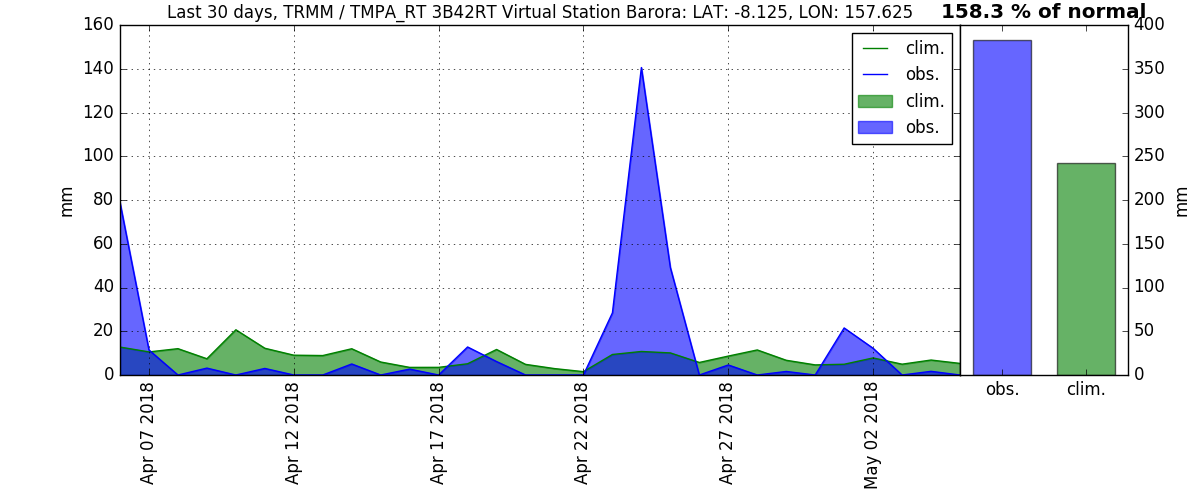 Last 30 days, TRMM / TMPA_RT 3B42RT Virtual Station Barora: LAT: -8.125, LON: 157.625
158.3 % of normal
160
140
120
100
80
60
40
20
0
mm
clim.
obs.
clim.
obs.
400
350
300
250
200
150
100
50
0
mm
obs.
clim.
Apr 07 2018
Apr 12 2018
Apr 17 2018
Apr 22 2018
Apr 27 2018
May 02 2018